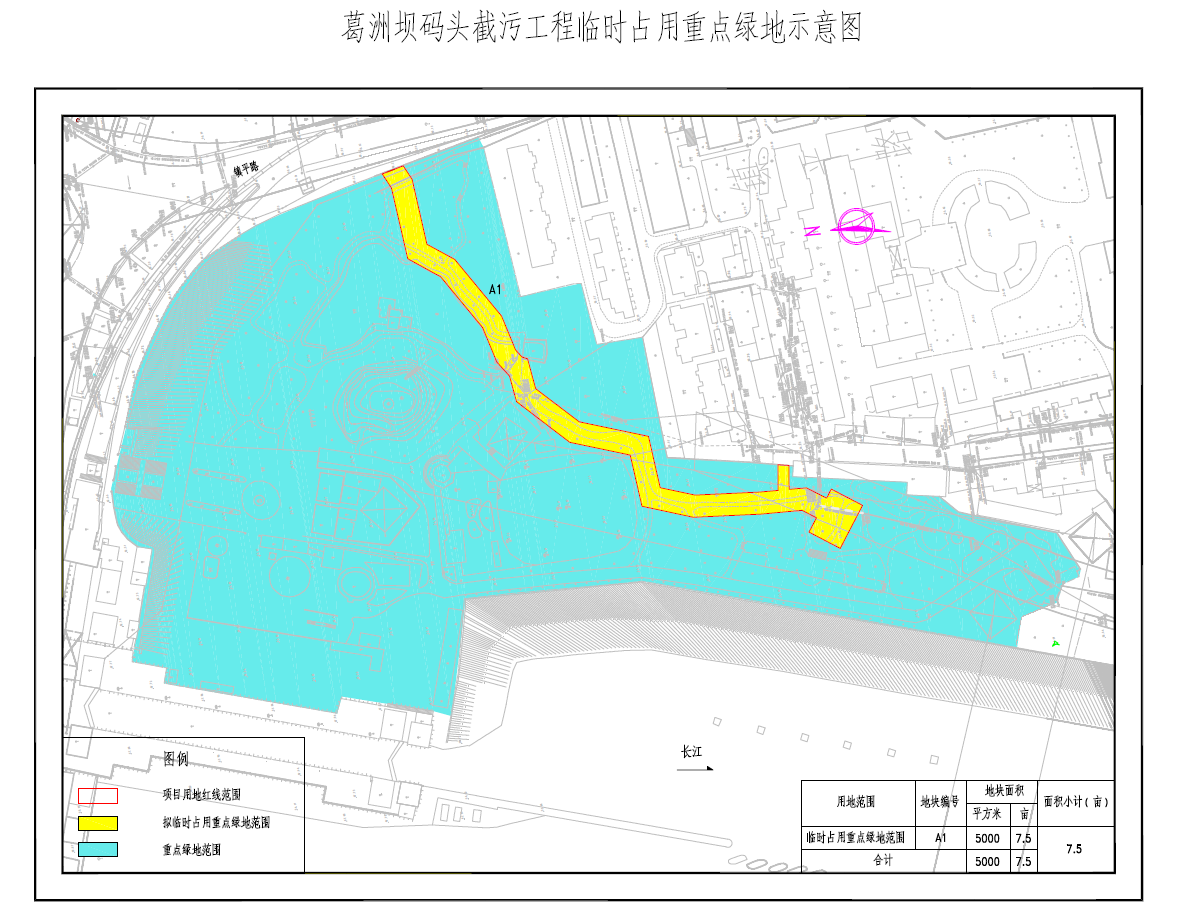 葛洲坝码头截污工程临时占用重点绿地示意图
镇平路
A1
N
长江
图例
项目用地红线范围
拟临时占用重点绿地范围
重点绿地范围
用地范围 地块编号 地块面积 面积小计(亩)
平方米 亩
临时占用重点绿地范围 A1 5000 7.5
7.5
合计 5000 7.5